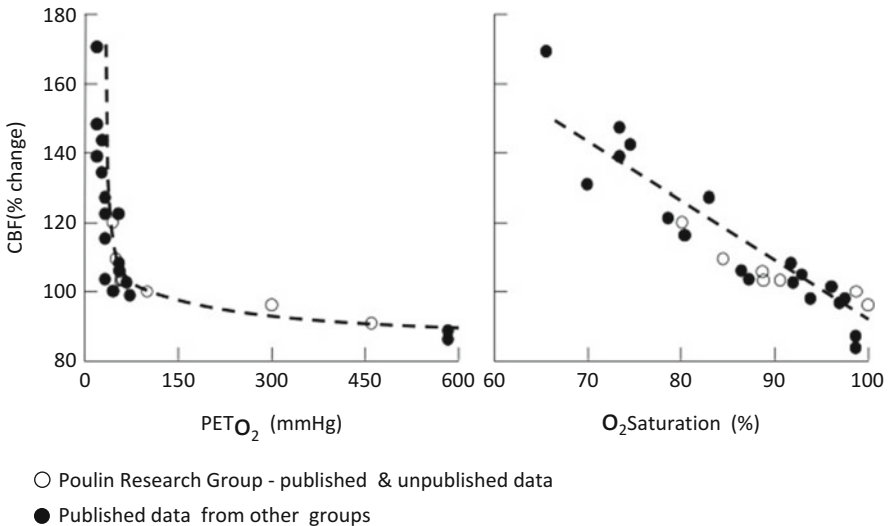 180
160
140
120
100
80
CBF(% change)
0 150 300 450 600
60 70 80 90 100
PETO2 (mmHg)
O2Saturation (%)
Poulin Research Group - published & unpublished data
Published data from other groups